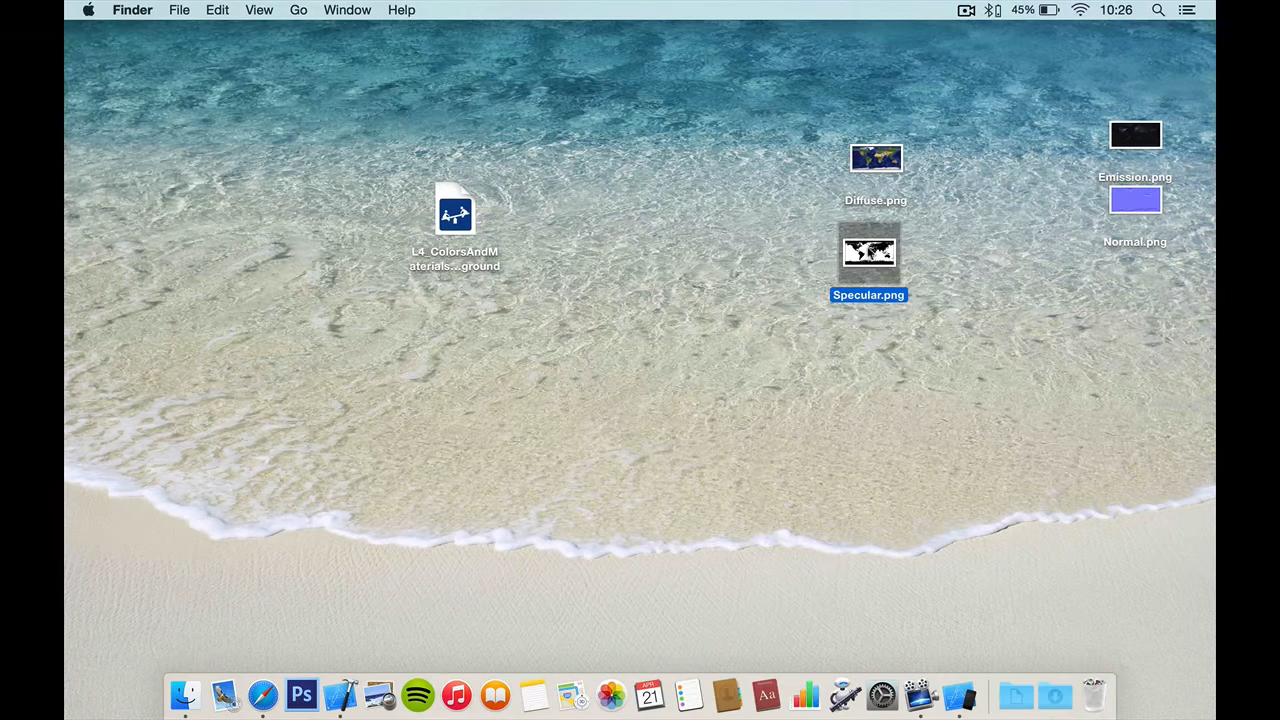 Finder File Edit View Go Window Help 45% 10:26
Emission.png
Diffuse.png
Normal.png
L4_ColorsAndM
aterials...ground
Specular.png
Ps
APR
21
Aa